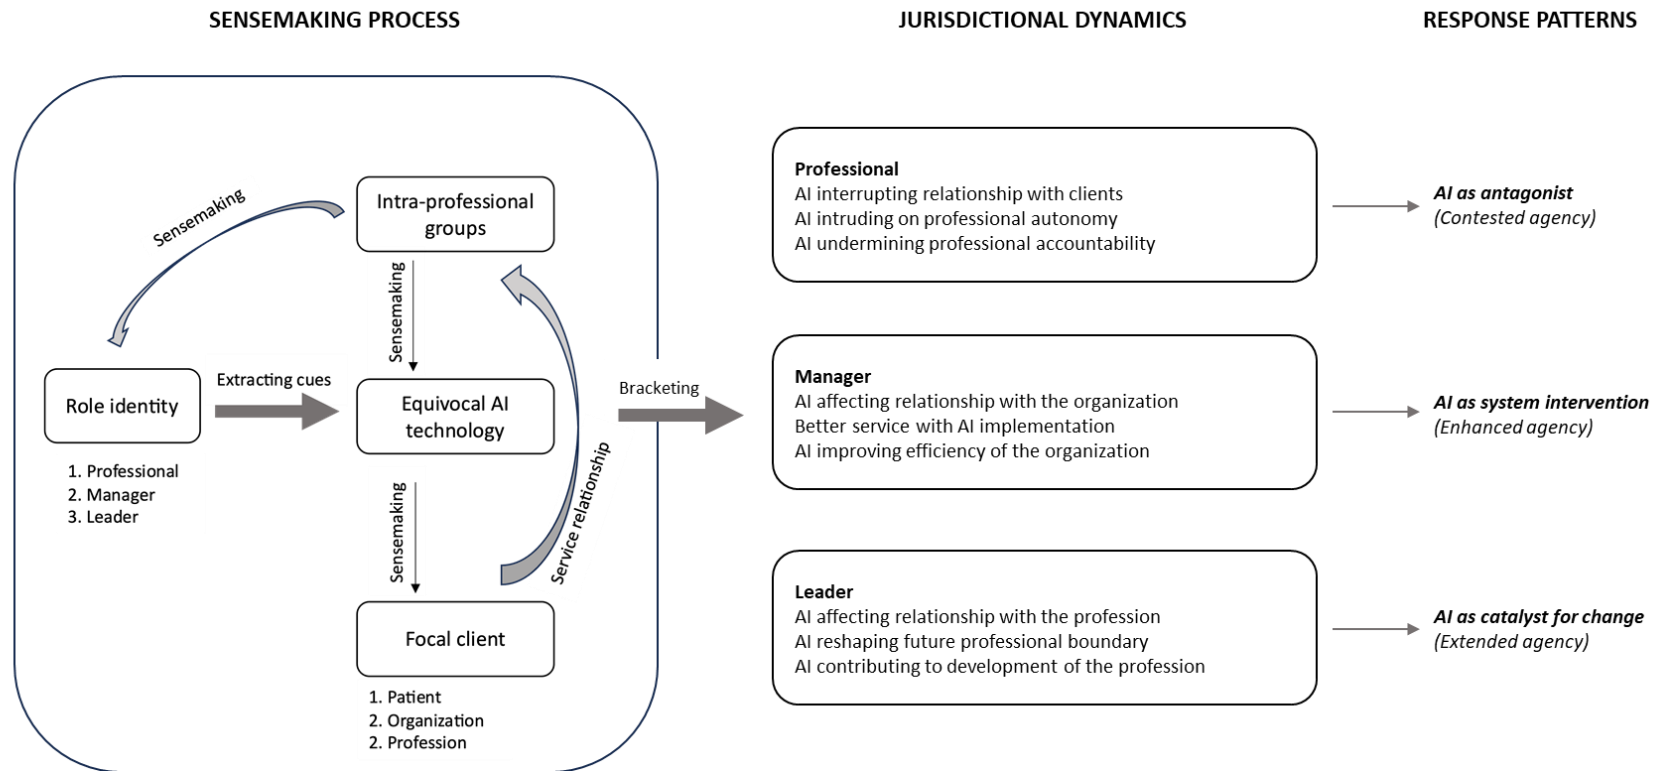 SENSEMAKING PROCESS
JURISDICTIONAL DYNAMICS
RESPONSE PATTERNS
Sensemaking
Intra-professional
groups
Sensemaking
Role identity
1. Professional
2. Manager
3. Leader
Extracting cues
Equivocal AI
technology
Sensemaking
Service relationship
Focal client
1. Patient
2. Organization
2. Profession
Bracketing
Professional
AI interrupting relationship with clients
AI intruding on professional autonomy
AI undermining professional accountability
AI as antagonist
(Contested agency)
Manager
AI affecting relationship with the organization
Better service with AI implementation
AI improving efficiency of the organization
AI as system intervention
(Enhanced agency)
Leader
AI affecting relationship with the profession
AI reshaping future professional boundary
AI contributing to development of the profession
AI as catalyst for change
(Extended agency)